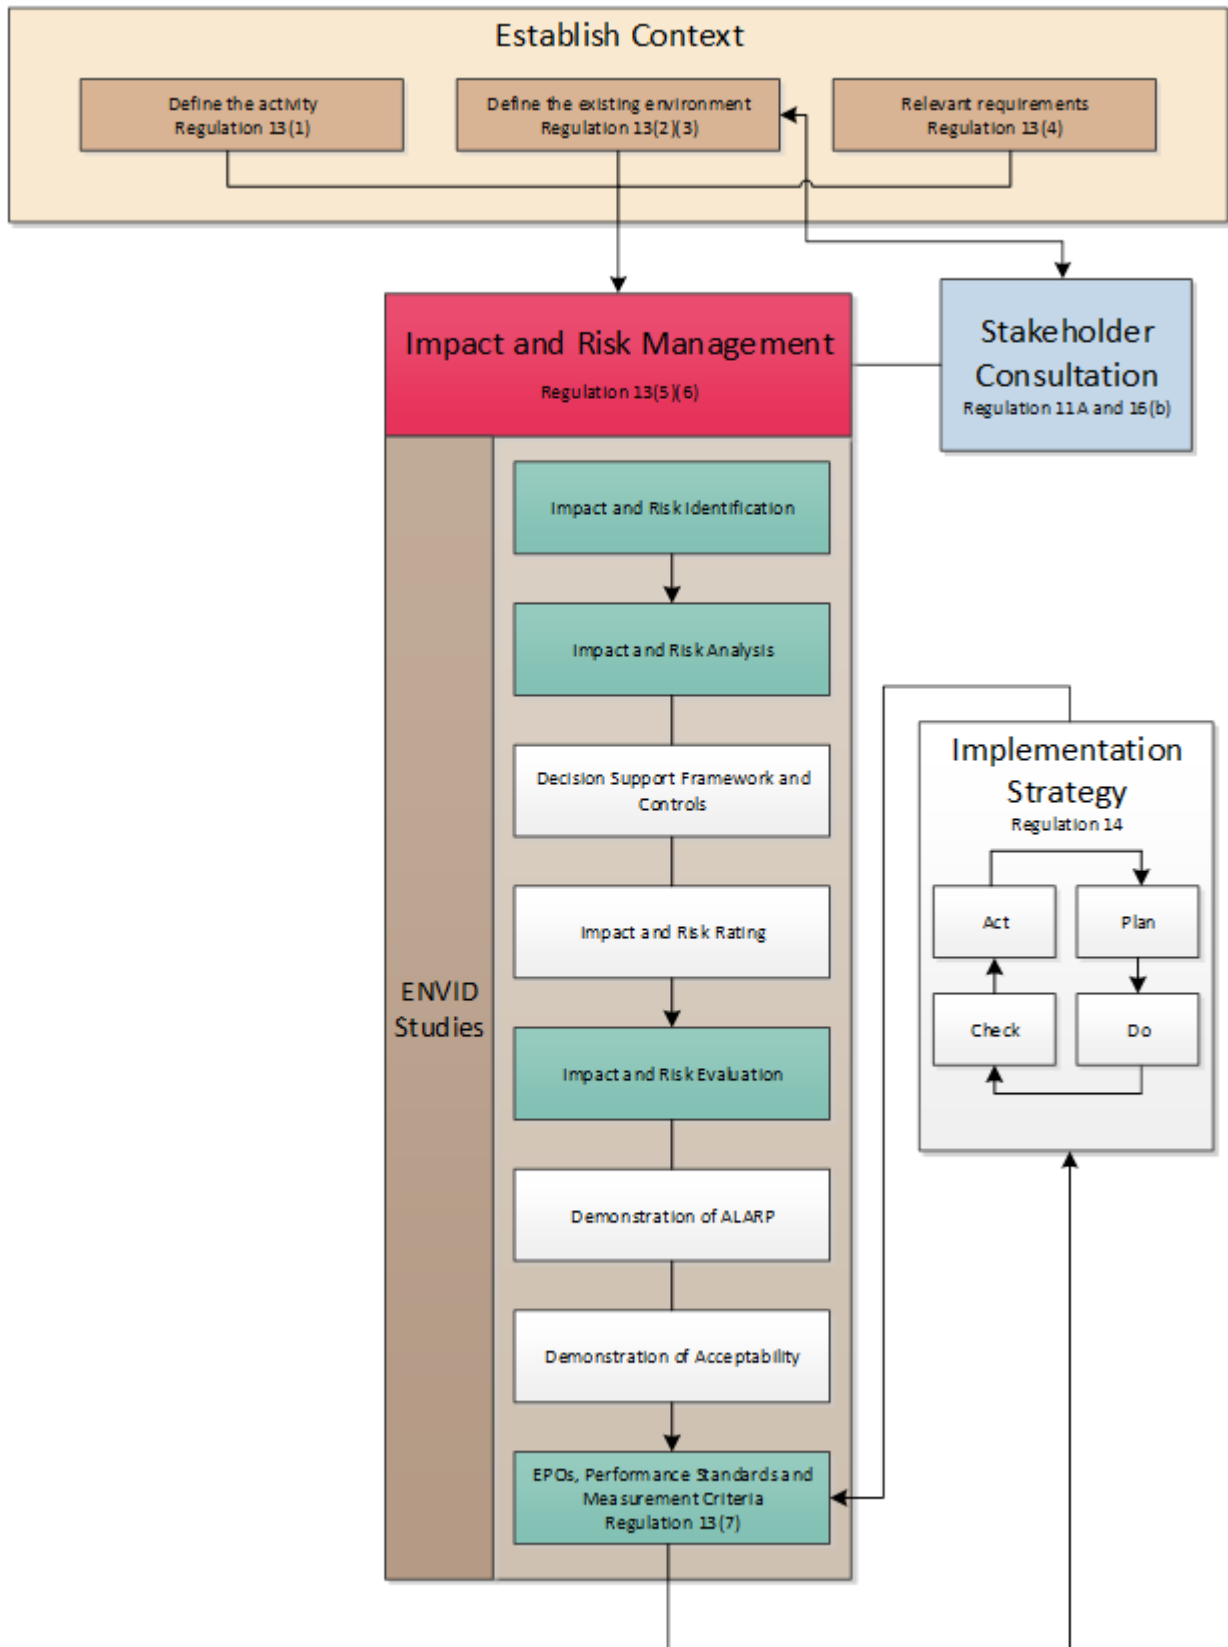 Establish Context
Define the activity
Regulation 13(1)
Define the existing environment
Regulation 13(2)(3)
Relevant requirements
Regulation 13(4)
Impact and Risk Management
Regulation 13(5)(6)
Stakeholder
Consultation
Regulation 11A and 16(b)
Impact and Risk Identification
Impact and Risk Analysis
Decision Support Framework and
Controls
Impact and Risk Rating
Impact and Risk Evaluation
Demonstration of ALARP
Demonstration of Acceptability
EPOs, Performance Standards and
Measurement Criteria
Regulation 13(7)
ENVID
Studies
Implementation
Strategy
Regulation 14
Act
Plan
Check
Do